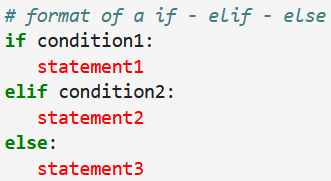 # format of a if - elif - else
if condition1:
   statement1
elif condition2:
   statement2
else:
   statement3